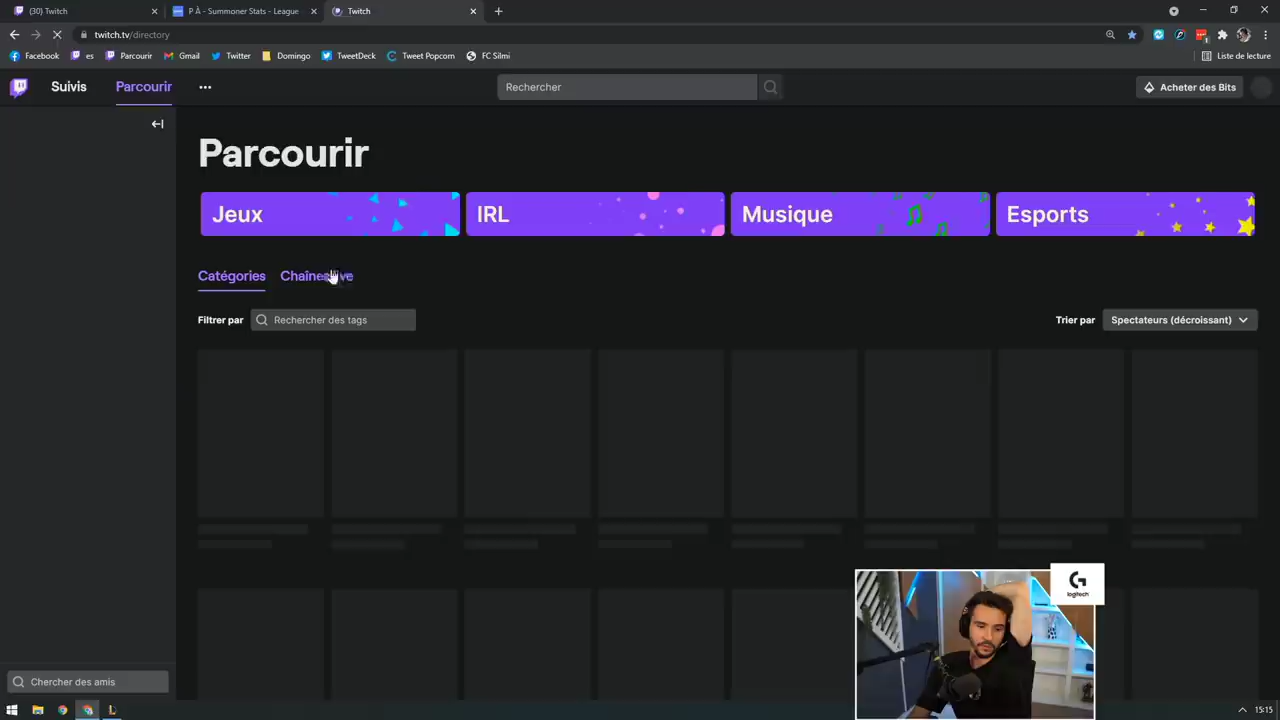 (30) Twitch
P À - Summoner Stats - League
Twitch
twitch.tv/directory
Facebook
es
Parcourir
Gmail
Twitter
Domingo
TweetDeck
Tweet Popcorn
FC Silmi
Liste de lecture
Suivis
Parcourir
Rechercher
Acheter des Bits
Parcourir
Jeux
IRL
Musique
Esports
Catégories
Filtrer par
Rechercher des tags
Trier par
Spectateurs (décroissant)
logitech
Chercher des amis
15:15